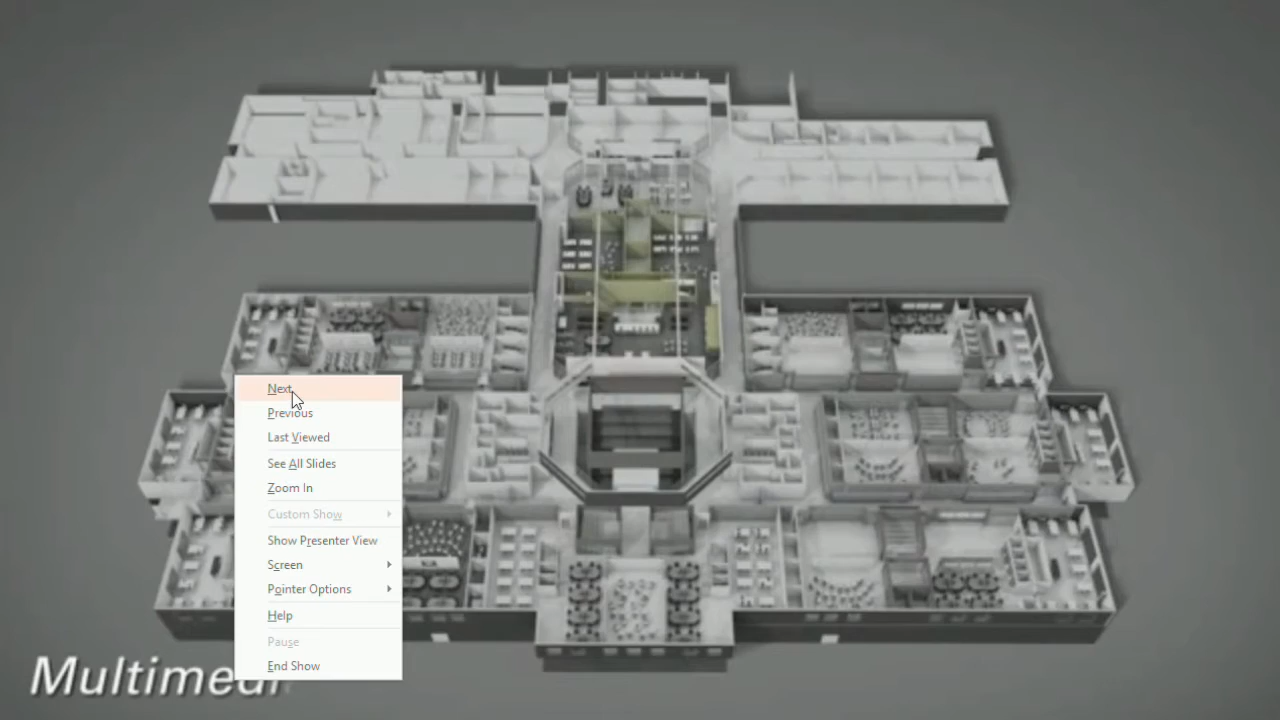 Next
Previous
Last Viewed
See All Slides
Zoom In
Custom Show
Show Presenter View
Screen
Pointer Options
Help
Pause
End Show